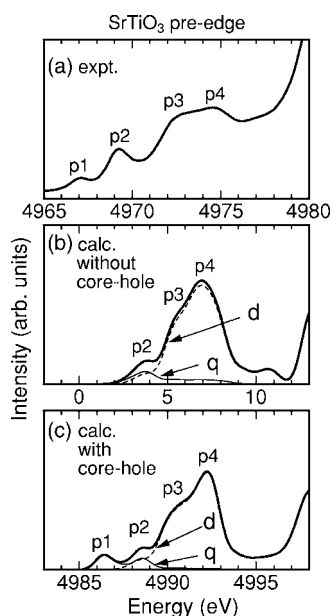 SrTiO₃ pre-edge
(a) expt.
p1
p2
p3
p4
4965
4970
4975
4980
(b) calc.
without
core-hole
p2
p3
p4
d
q
0
5
10
(c) calc.
with
core-hole
p1
p2
p3
p4
d
q
4985
4990
4995
Energy (eV)
Intensity (arb. units)